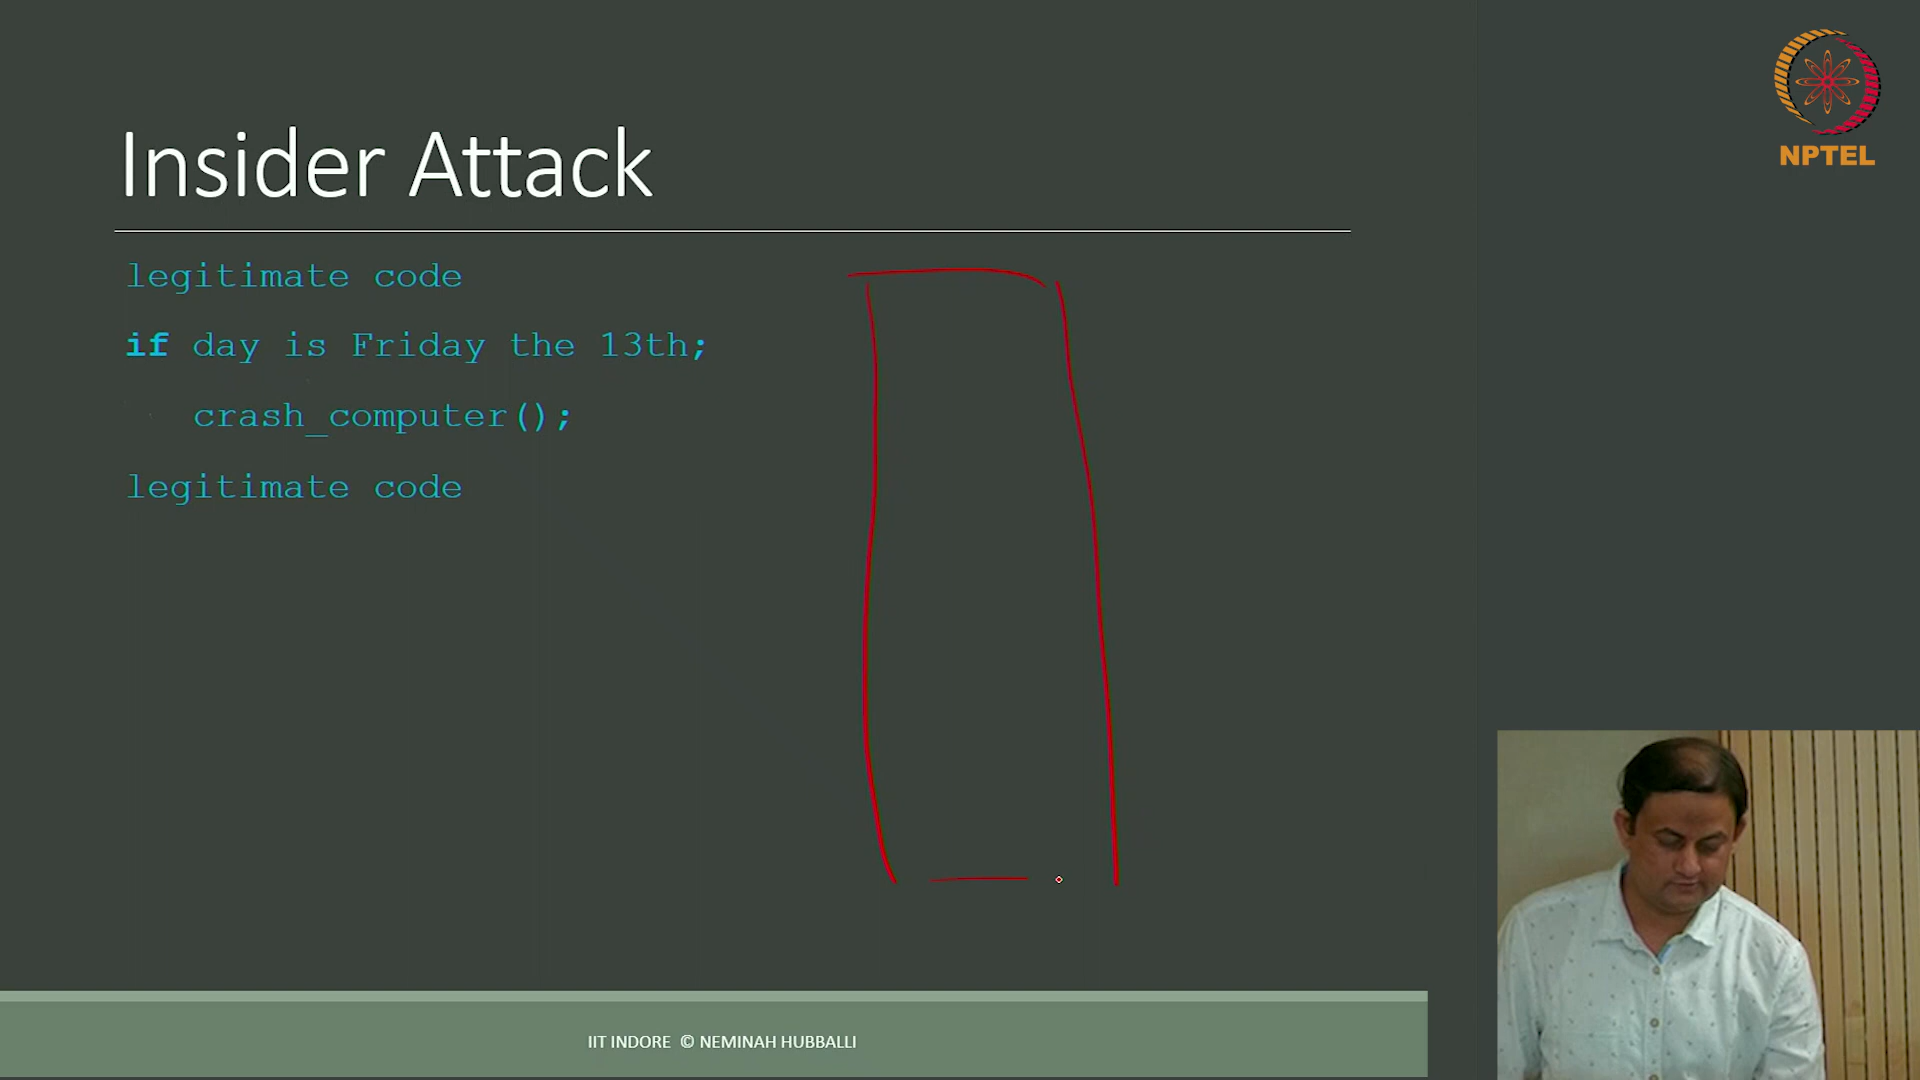 Insider Attack
legitimate code
if day is Friday the 13th;
crash_computer();
legitimate code
NPTEL
IIT INDORE © NEMINAH HUBBALLI